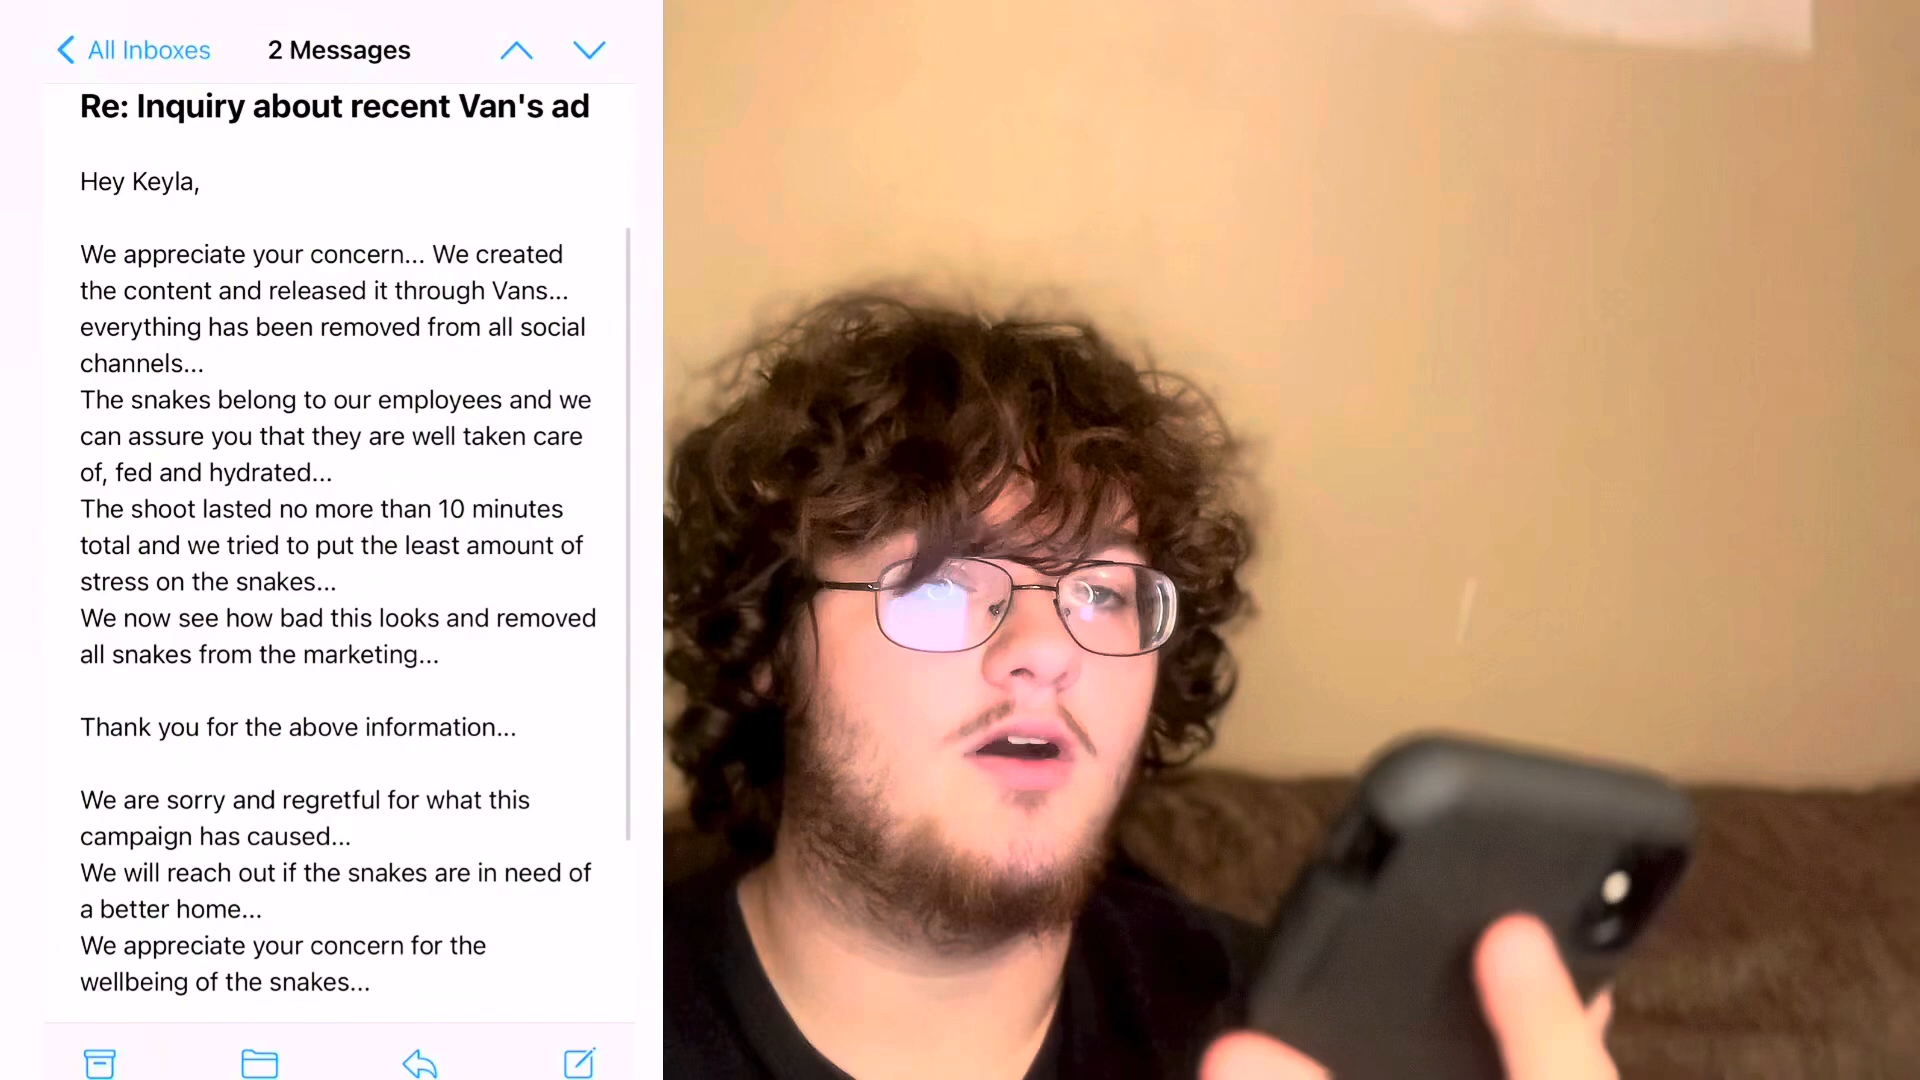 All Inboxes
2 Messages
Re: Inquiry about recent Van's ad
Hey Keyla,
We appreciate your concern... We created
the content and released it through Vans...
everything has been removed from all social
channels...
The snakes belong to our employees and we
can assure you that they are well taken care
of, fed and hydrated...
The shoot lasted no more than 10 minutes
total and we tried to put the least amount of
stress on the snakes...
We now see how bad this looks and removed
all snakes from the marketing...
Thank you for the above information...
We are sorry and regretful for what this
campaign has caused...
We will reach out if the snakes are in need of
a better home...
We appreciate your concern for the
wellbeing of the snakes...